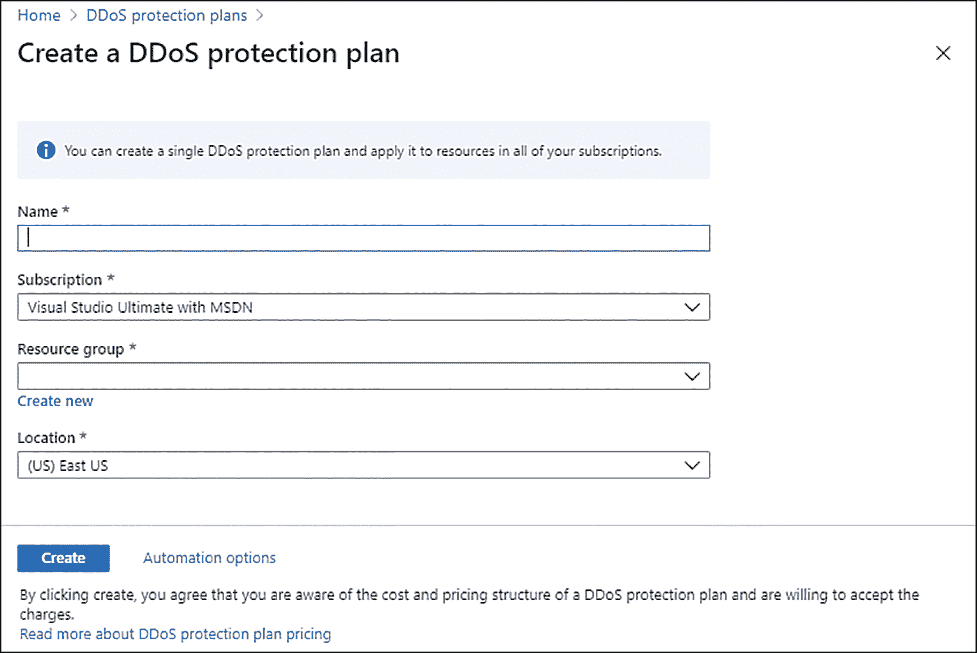 Home > DDoS protection plans >
Create a DDoS protection plan
You can create a single DDoS protection plan and apply it to resources in all of your subscriptions.
Name *
Subscription *
Visual Studio Ultimate with MSDN
Resource group *
Create new
Location *
(US) East US
Create Automation options
By clicking create, you agree that you are aware of the cost and pricing structure of a DDoS protection plan and are willing to accept the
charges.
Read more about DDoS protection plan pricing